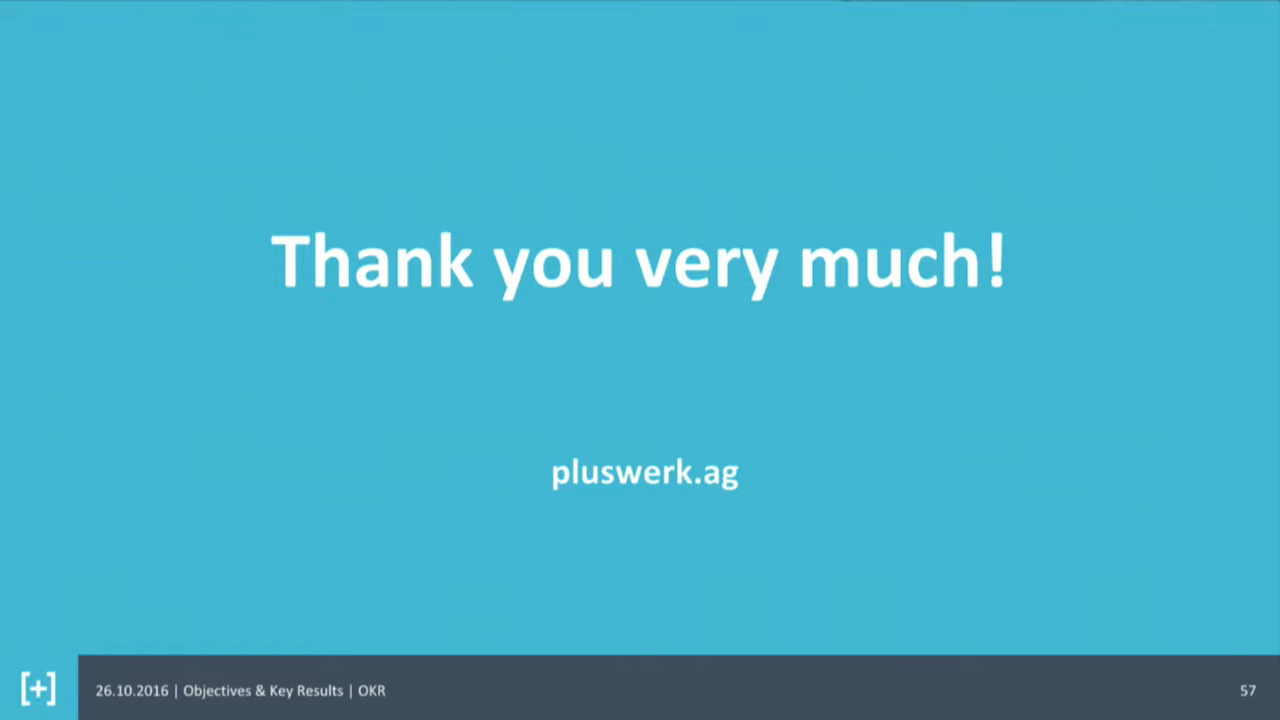 Thank you very much!
pluswerk.ag
[+]
26.10.2016 | Objectives & Key Results | OKR
57